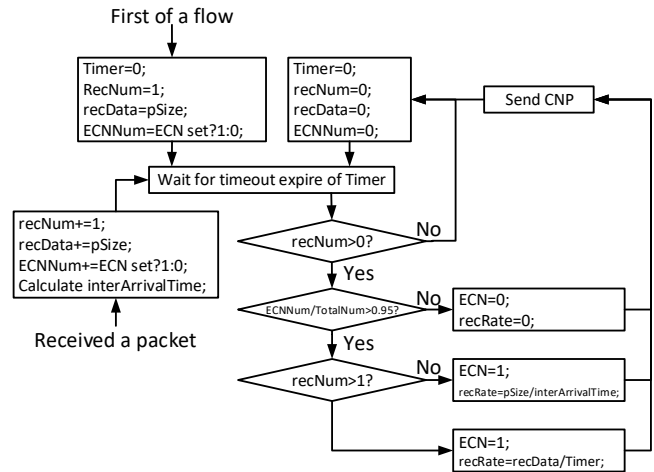 First of a flow
Timer=0;
RecNum=1;
recData=pSize;
ECNNum=ECN set?1:0;
Timer=0;
recNum=0;
recData=0;
ECNNum=0;
Send CNP
Wait for timeout expire of Timer
recNum+=1;
recData+=pSize;
ECNNum+=ECN set?1:0;
Calculate interArrivalTime;
Received a packet
recNum>0?
No
Yes
ECNNum/TotalNum>0.95?
No
ECN=0;
recRate=0;
Yes
recNum>1?
No
ECN=1;
recRate=pSize/interArrivalTime;
ECN=1;
recRate=recData/Timer;